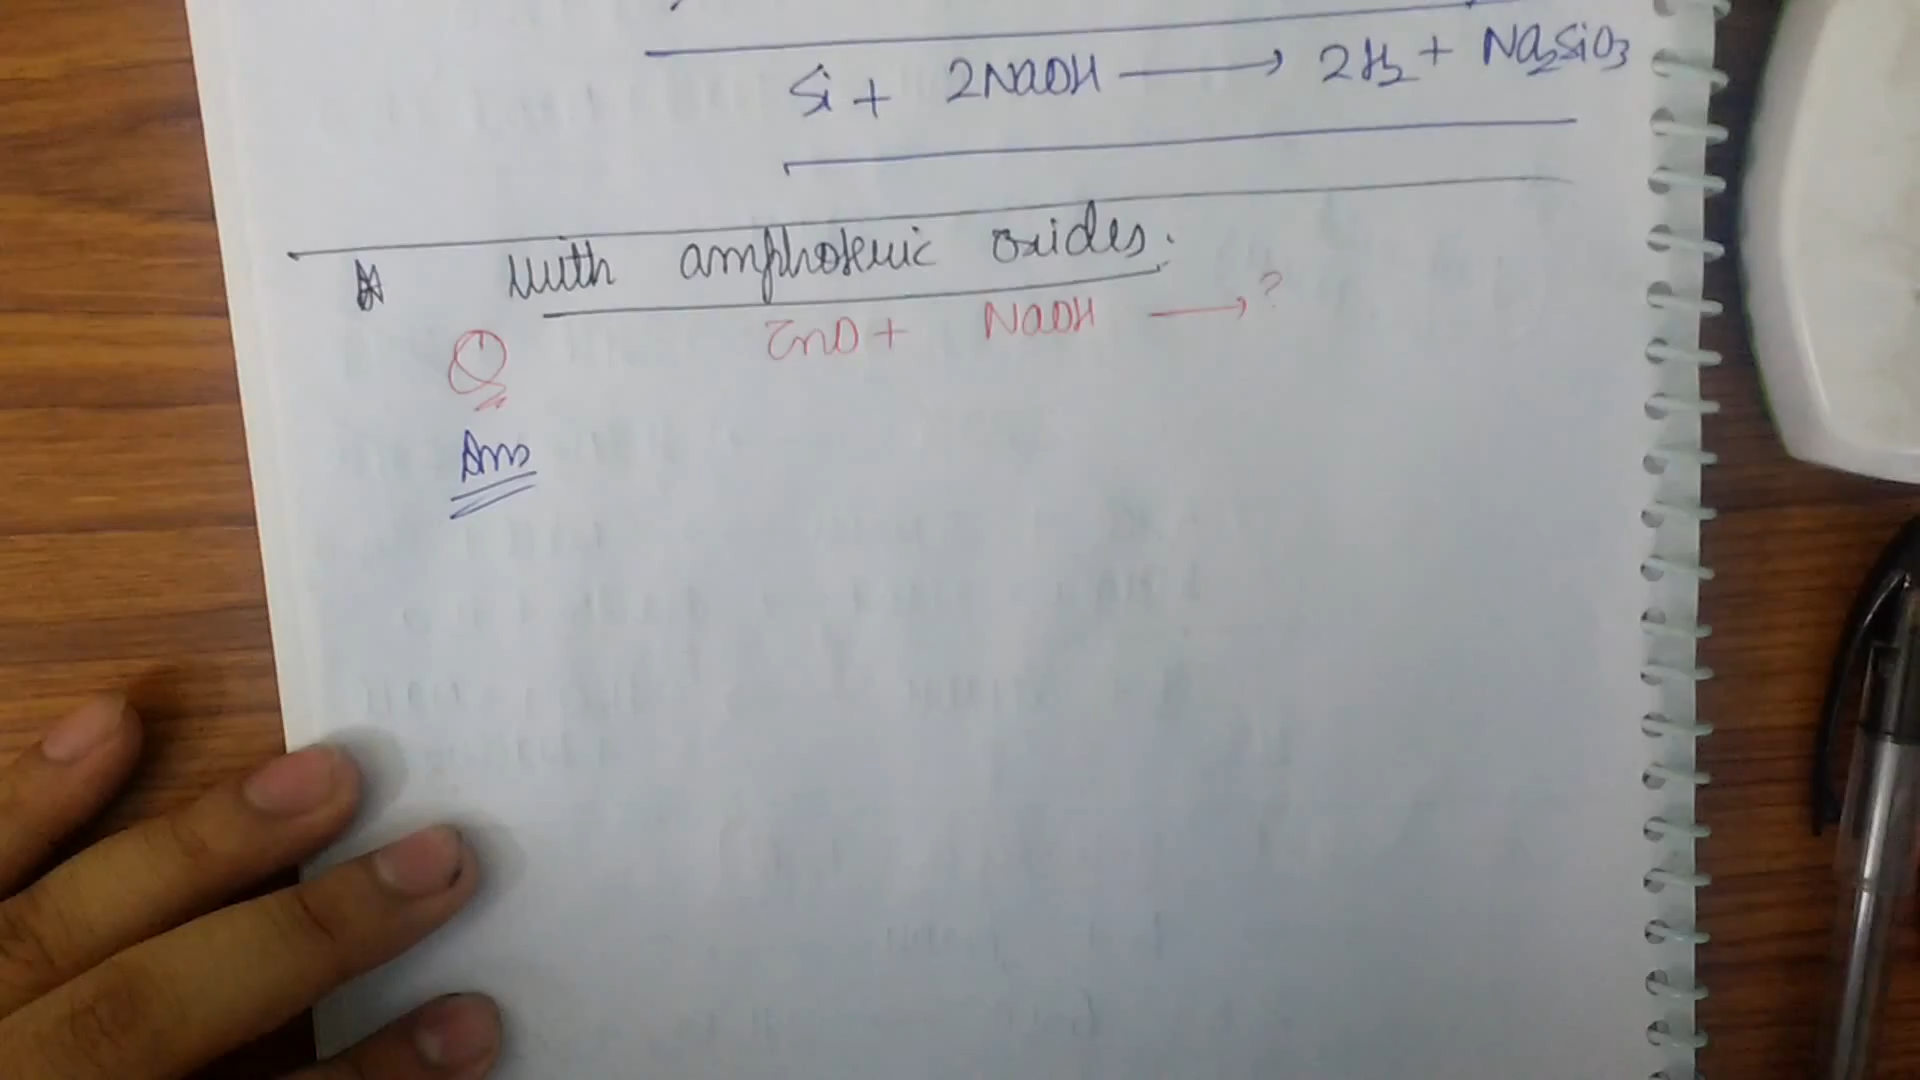 Si + 2NaOH ⟶ 2H₂ + Na₂SiO₃
with amphoteric oxides.
Q ZnO + NaOH ⟶ ?
Ans